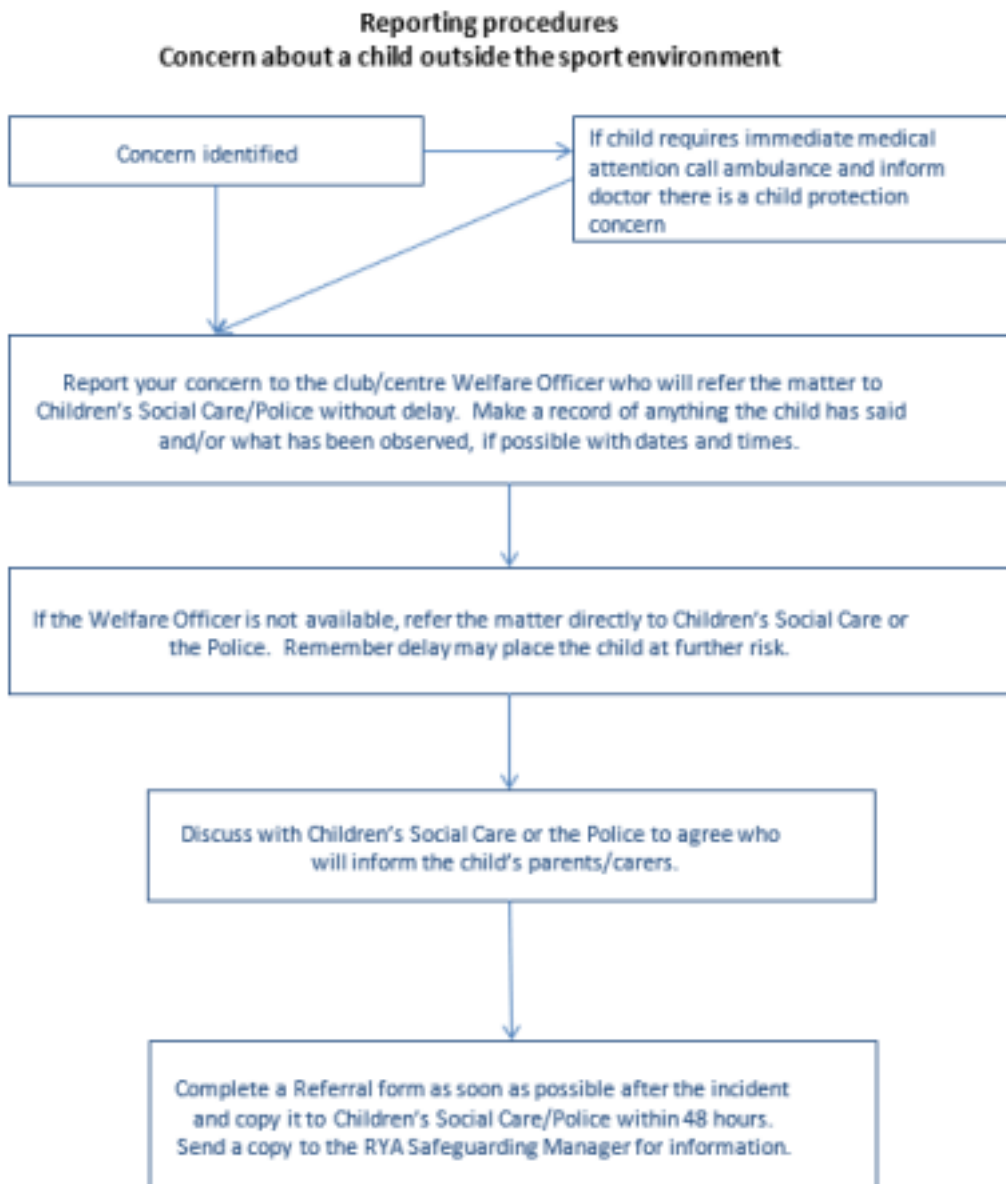 Reporting procedures
Concern about a child outside the sport environment
Concern identified
If child requires immediate medical
attention call ambulance and inform
doctor there is a child protection
concern
Report your concern to the club/centre Welfare Officer who will refer the matter to
Children's Social Care/Police without delay. Make a record of anything the child has said
and/or what has been observed, if possible with dates and times.
If the Welfare Officer is not available, refer the matter directly to Children's Social Care or
the Police. Remember delay may place the child at further risk.
Discuss with Children's Social Care or the Police to agree who
will inform the child's parents/carers.
Complete a Referral form as soon as possible after the incident
and copy it to Children's Social Care/Police within 48 hours.
Send a copy to the RYA Safeguarding Manager for information.